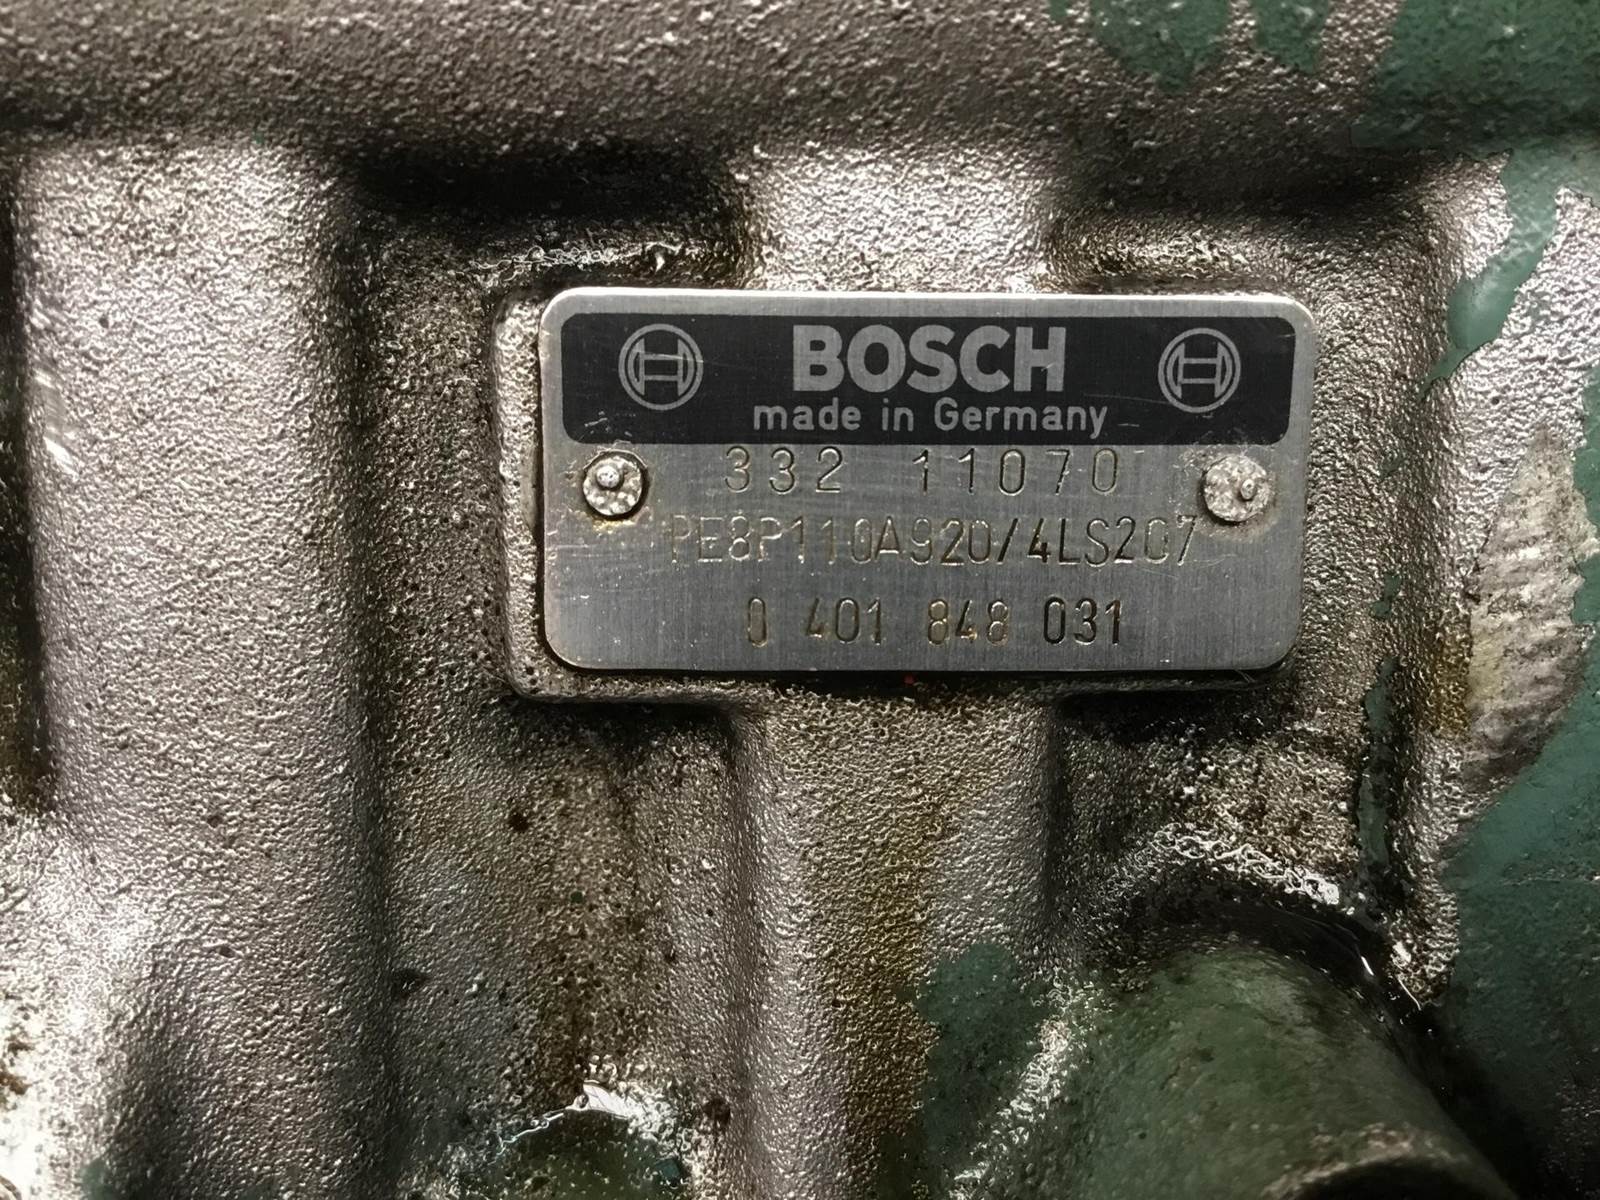 BOSCH
made in Germany
332 11070
PE8P110A920/4LS207
0 401 848 031